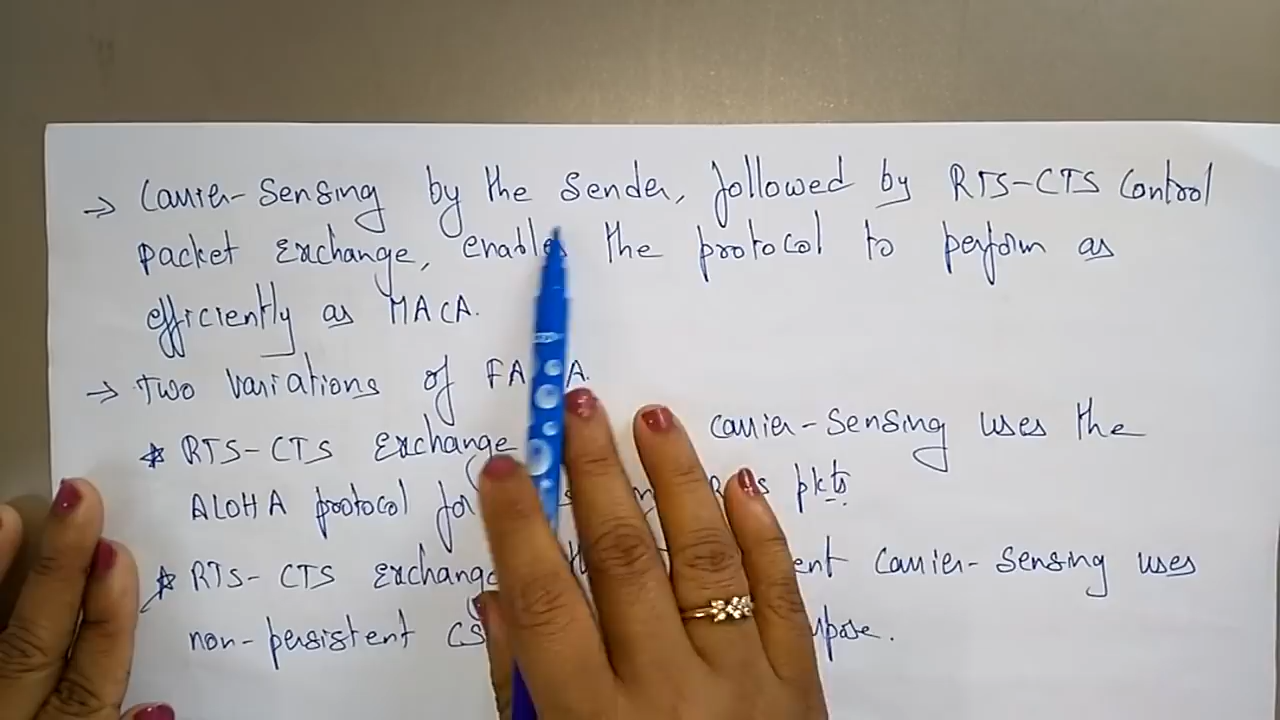 → Carrier-Sensing by the Sender, followed by RTS-CTS Control
packet Exchange, enables the protocol to perform as
efficiently as MACA.
→ Two variations of
* RTS-CTS Exchange carrier-sensing uses the
ALOHA protocol for pkts.
* RTS-CTS Exchange Carrier-sensing uses
non-persistent